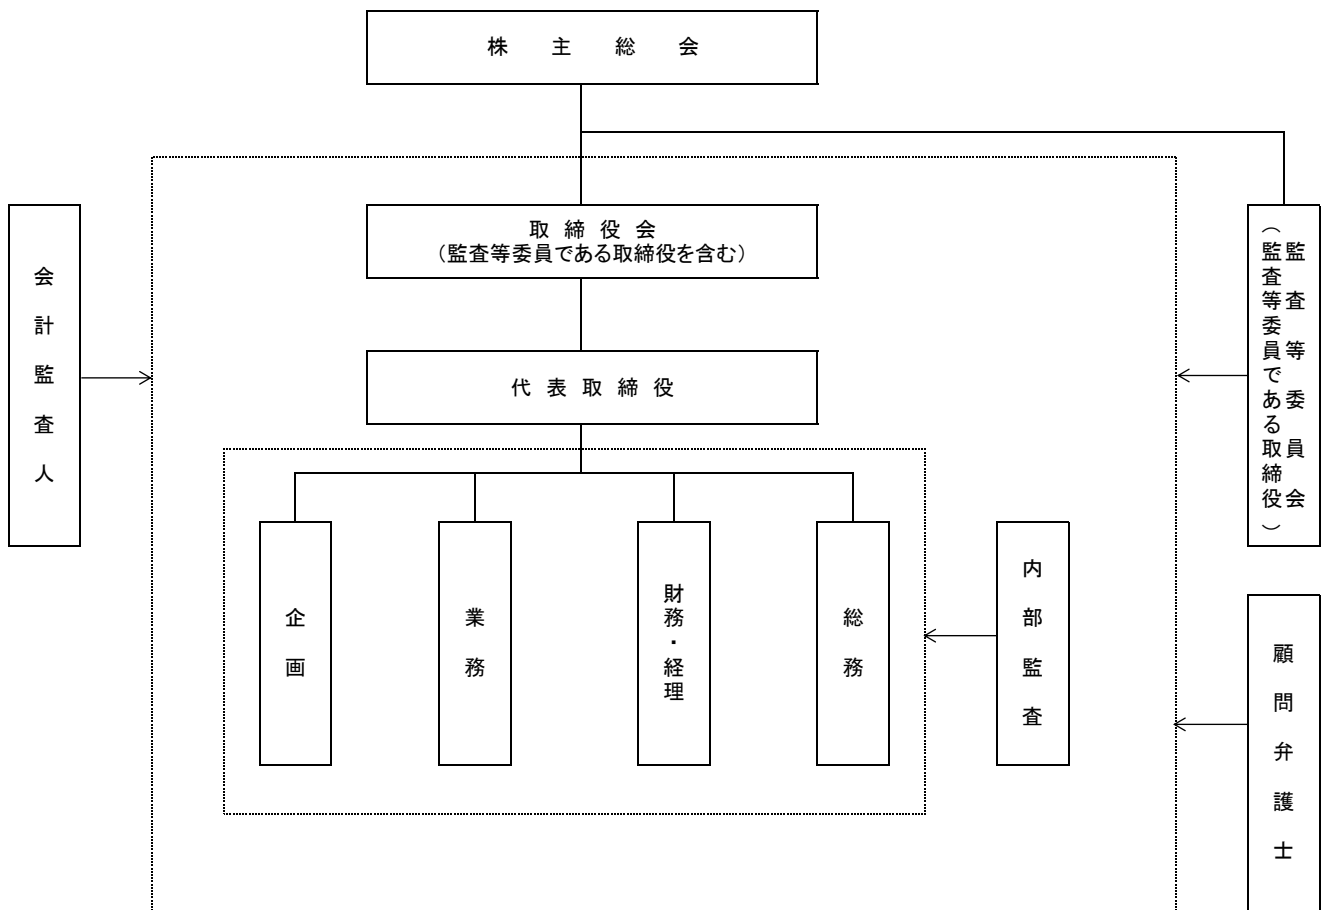 株主総会
取締役会
（監査等委員である取締役を含む）
代表取締役
会計監査人
監査等委員会
（監査等委員である取締役）
企画
業務
財務・経理
総務
内部監査
顧問弁護士